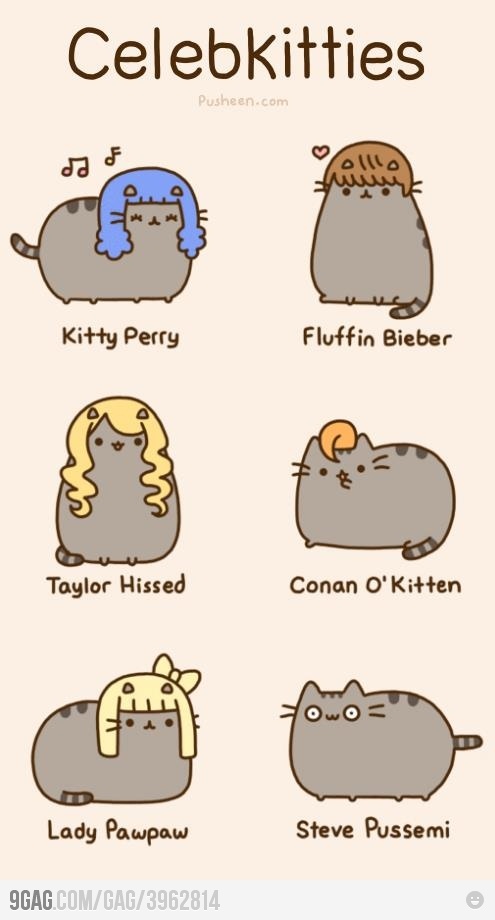 Celebkitties
Pusheen.com
Kitty Perry
Fluffin Bieber
Taylor Hissed
Conan O'Kitten
Lady Pawpaw
Steve Pussemi
9GAG.COM/GAG/3962814